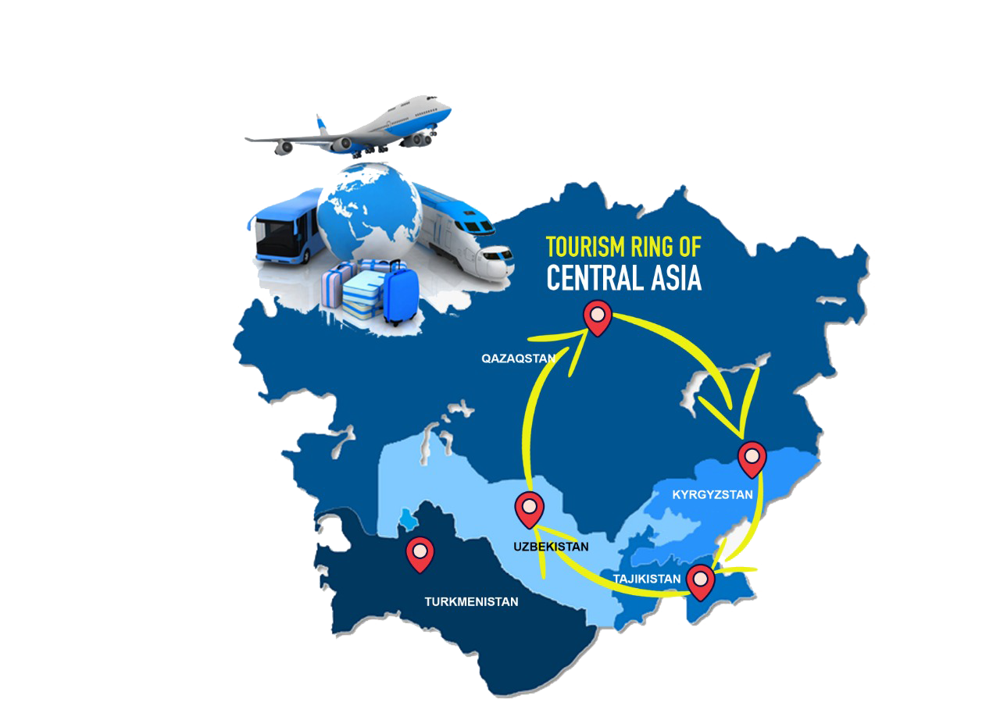 TOURISM RING OF
CENTRAL ASIA
QAZAQSTAN
KYRGYZSTAN
UZBEKISTAN
TAJIKISTAN
TURKMENISTAN